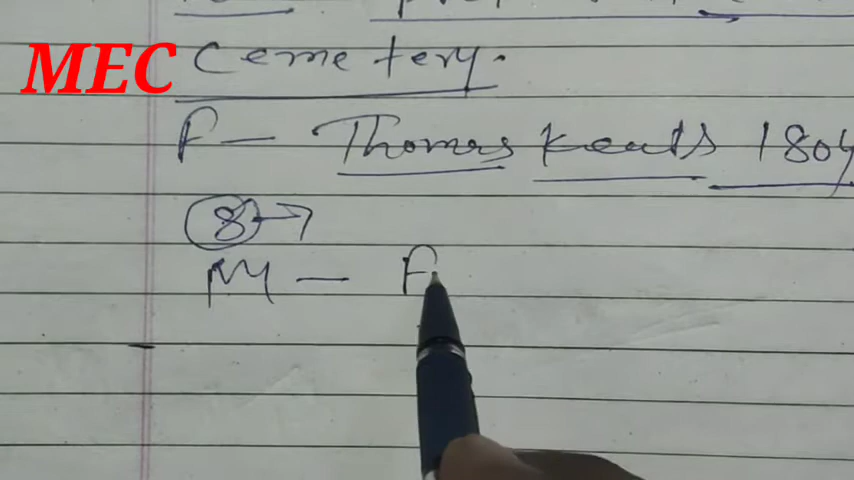 MEC Cemetery.
F — Thomas Keats 1804
8 →
M — F